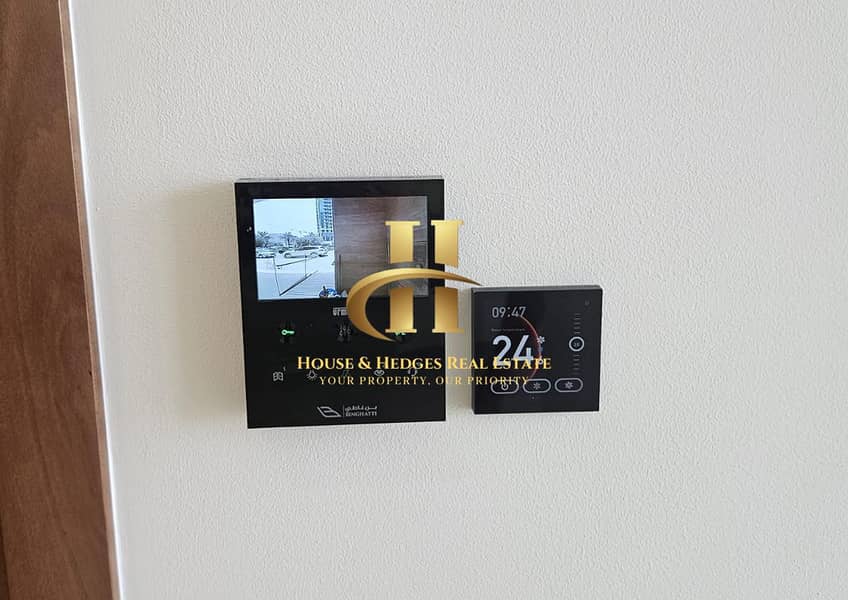 09:47
24°
HOUSE & HEDGES REAL ESTATE
YOUR PROPERTY, OUR PRIORITY
بن غاطي
BINGHATTI